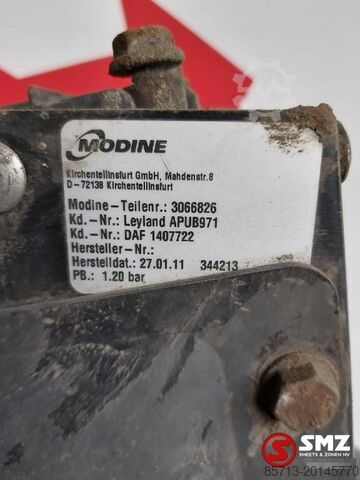 MODINE
Kirchentellinsfurt GmbH, Mahdenstr.8
D-72138 Kirchentellinsfurt
Modine-Teilenr.: 3066826
Kd.-Nr.: Leyland APUB971
Kd.-Nr.: DAF 1407722
Hersteller-Nr.:
Herstelldat.: 27.01.11 344213
PB.: 1.20 bar
SMZ
SMEETS & ZONEN NV
85713-20145770